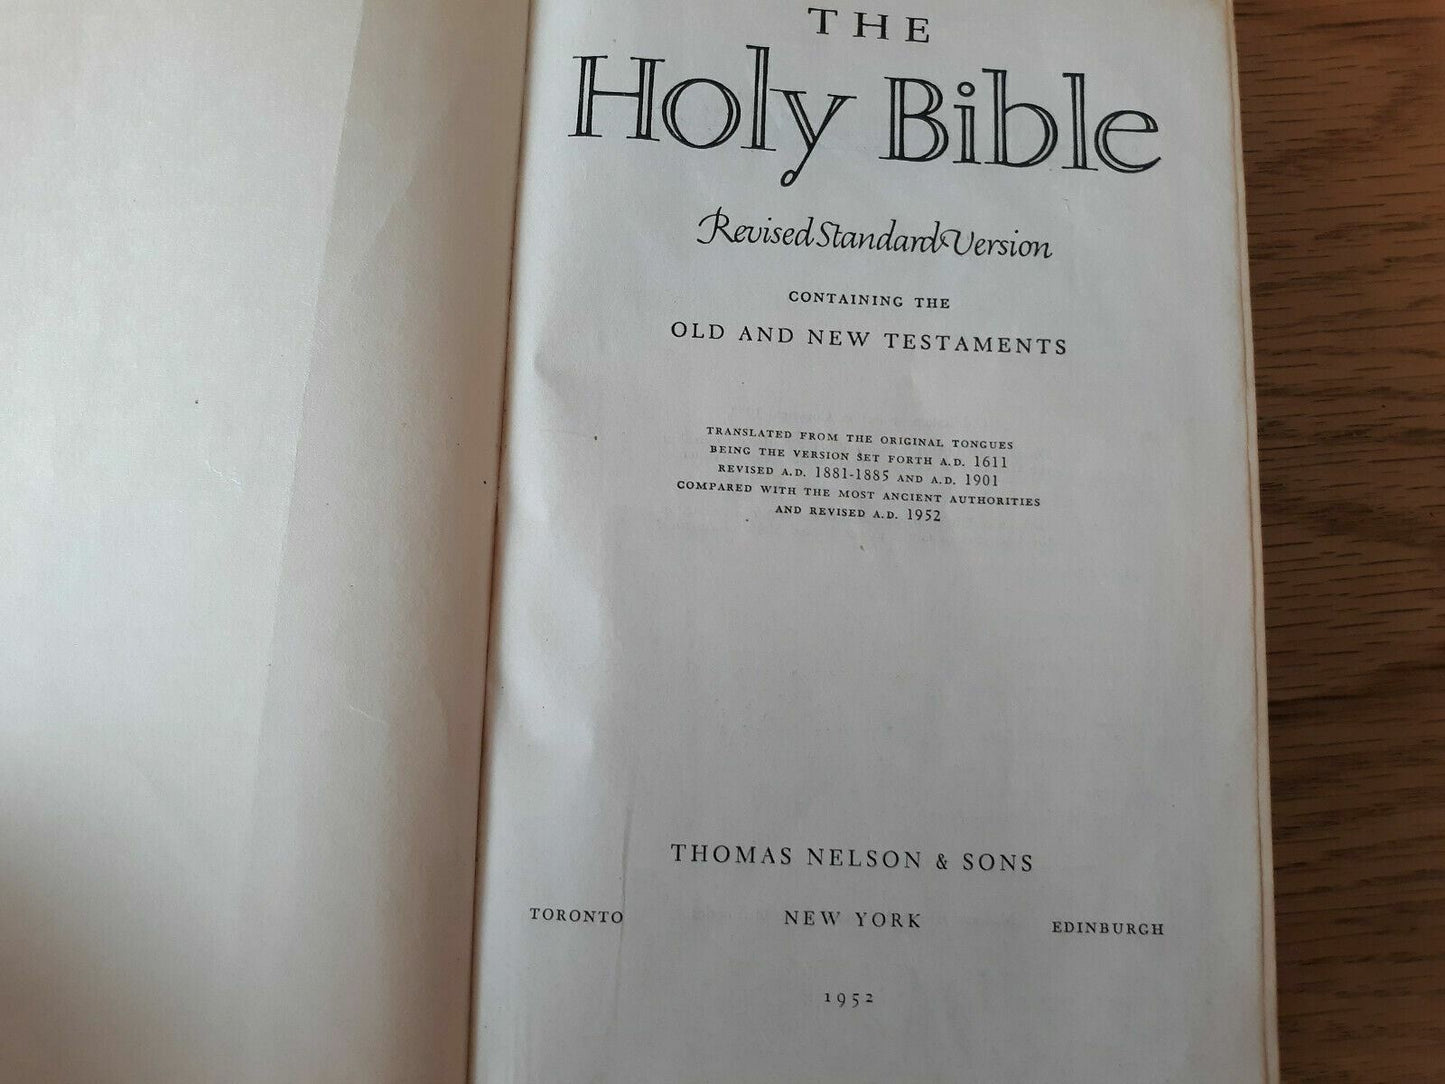 THE
Holy Bible
Revised Standard Version
CONTAINING THE
OLD AND NEW TESTAMENTS
TRANSLATED FROM THE ORIGINAL TONGUES
BEING THE VERSION SET FORTH A.D. 1611
REVISED A.D. 1881-1885 AND A.D. 1901
COMPARED WITH THE MOST ANCIENT AUTHORITIES
AND REVISED A.D. 1952
THOMAS NELSON & SONS
TORONTO NEW YORK EDINBURGH
1952